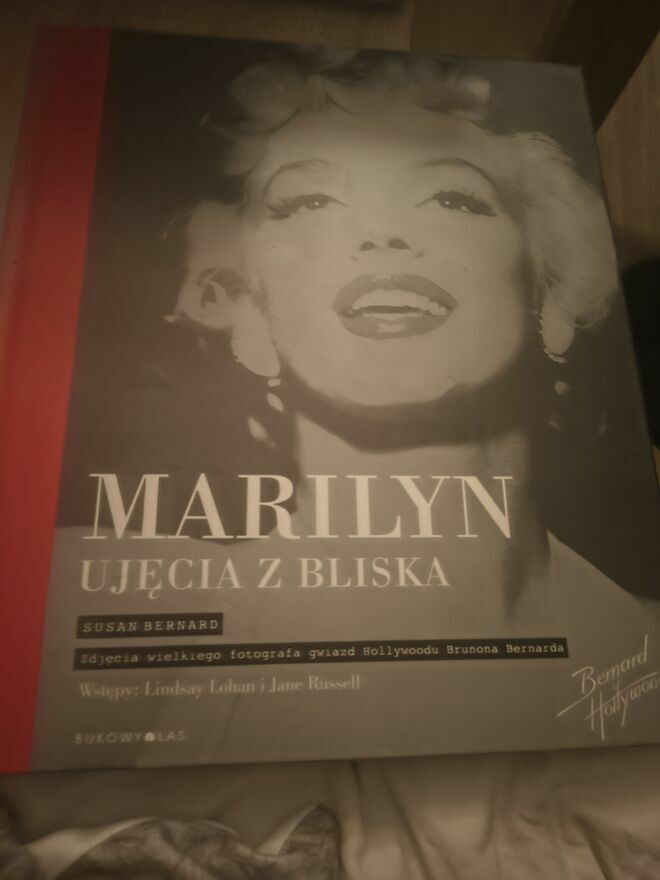 MARILYN
UJĘCIA Z BLISKA
SUSAN BERNARD
Zdjęcia wielkiego fotografa gwiazd Hollywoodu Brunona Bernarda
Wstępy: Lindsay Lohan i Jane Russell
Bernard
of
Hollywoo
BUKOWY LAS